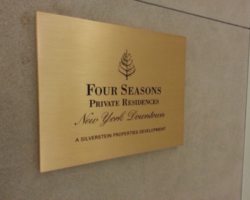 FOUR SEASONS
PRIVATE RESIDENCES
New York Downtown
A SILVERSTEIN PROPERTIES DEVELOPMENT